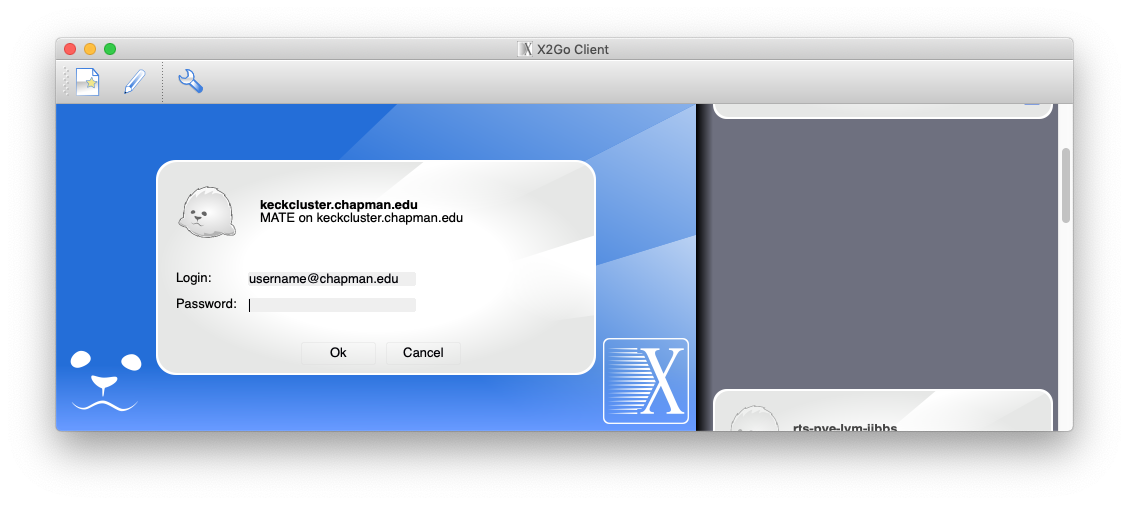 X2Go Client
keckcluster.chapman.edu
MATE on keckcluster.chapman.edu
Login: username@chapman.edu
Password:
Ok Cancel
X